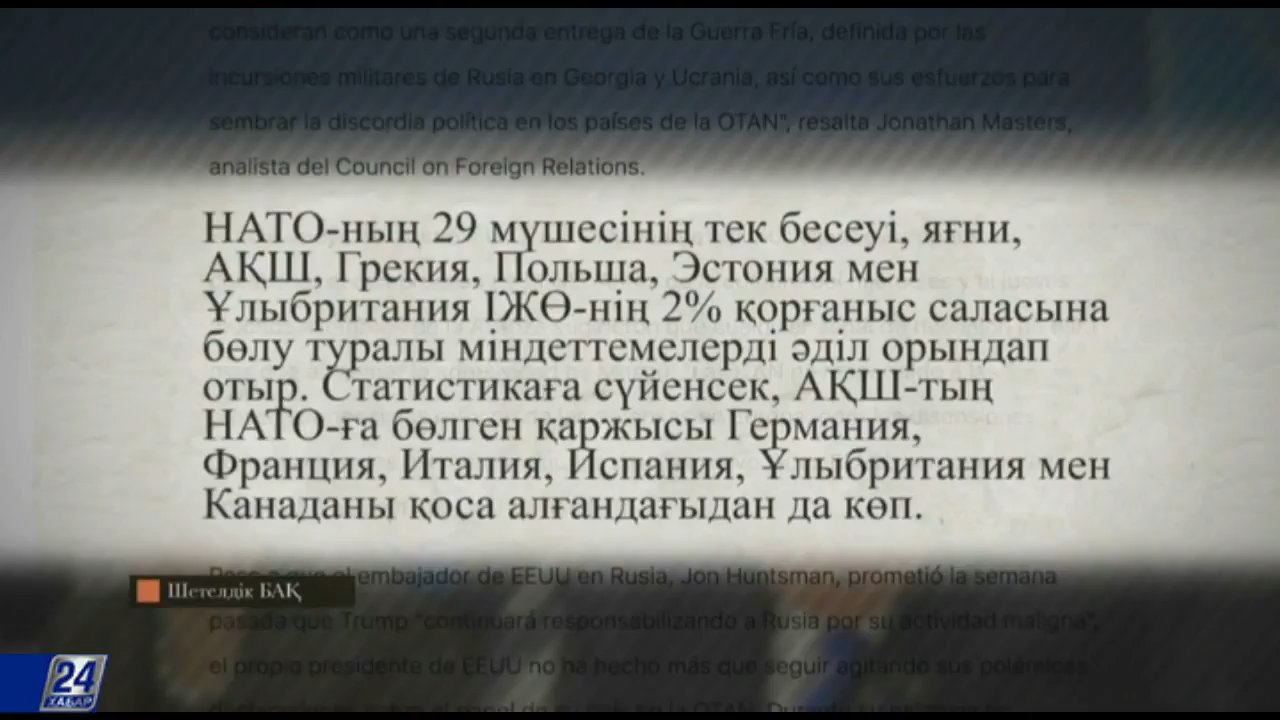 consideran como una segunda entrega de la Guerra Fría, definida por las
incursiones militares de Rusia en Georgia y Ucrania, así como sus esfuerzos para
sembrar la discordia política en los países de la OTAN", resalta Jonathan Masters,
analista del Council on Foreign Relations.
НАТО-ның 29 мүшесінің тек бесеуі, яғни,
АҚШ, Грекия, Польша, Эстония мен
Ұлыбритания ІЖӨ-нің 2% қорғаныс саласына
бөлу туралы міндеттемелерді әділ орындап
отыр. Статистикаға сүйенсек, АҚШ-тың
НАТО-ға бөлген қаржысы Германия,
Франция, Италия, Испания, Ұлыбритания мен
Канаданы қоса алғандағыдан да көп.
embajador de EEUU en Rusia, Jon Huntsman, prometió la semana
Шетелдік БАҚ
pasada que Trump "continuará responsabilizando a Rusia por su actividad maligna",
el propio presidente de EEUU no ha hecho más que seguir agitando sus polémicas
24
ХАБАР